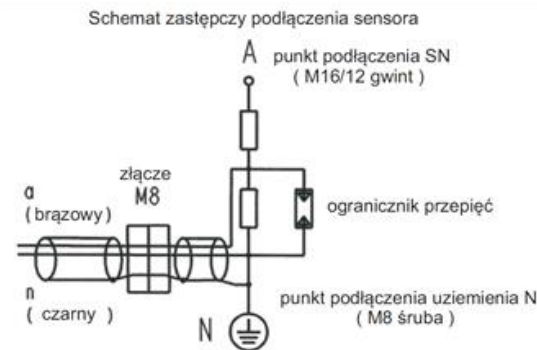 Schemat zastępczy podłączenia sensora
A
punkt podłączenia SN
( M16/12 gwint )
złącze
M8
a
( brązowy )
ogranicznik przepięć
n
( czarny )
N
punkt podłączenia uziemienia N
( M8 śruba )